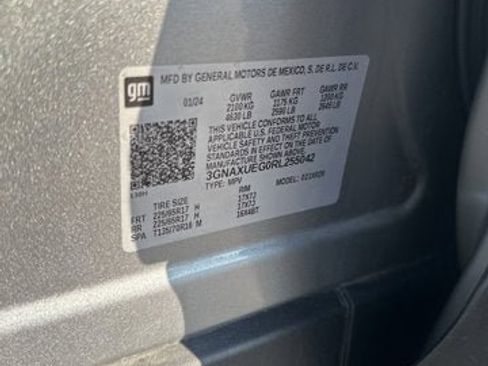 gm
MFD BY GENERAL MOTORS DE MEXICO, S. DE R.L. DE C.V.
01/24 GVWR GAWR FRT GAWR RR
2100 KG 1175 KG 1200 KG
4630 LB 2590 LB 2645 LB
THIS VEHICLE CONFORMS TO ALL
APPLICABLE U.S. FEDERAL MOTOR
VEHICLE SAFETY AND THEFT PREVENTION
STANDARDS IN EFFECT ON THE DATE OF
MANUFACTURE SHOWN ABOVE.
3GNAXUEG0RL255042
TYPE: MPV MODEL:
TIRE SIZE RIM
FRT 225/65R17 H 17X7J
RR 225/65R17 H 17X7J
SPA T135/70R16 M 16X4BT